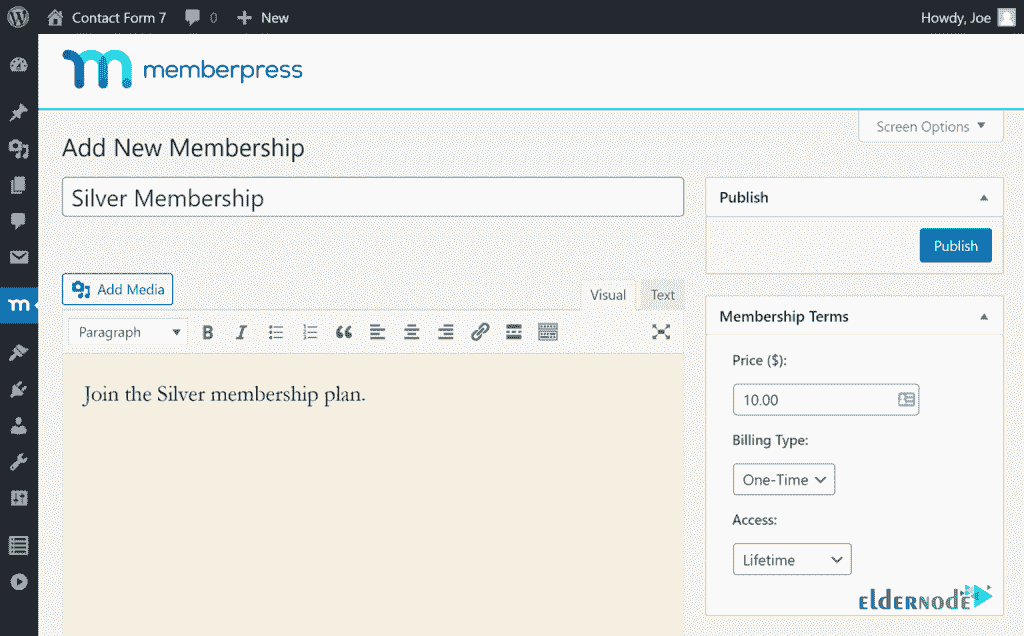 Contact Form 7 0 New Howdy, Joe
m memberpress
Screen Options
Add New Membership
Silver Membership
Publish
Publish
Add Media
Visual Text
Paragraph B I
Join the Silver membership plan.
Membership Terms
Price ($):
10.00
Billing Type:
One-Time
Access:
Lifetime
ELDERNODE